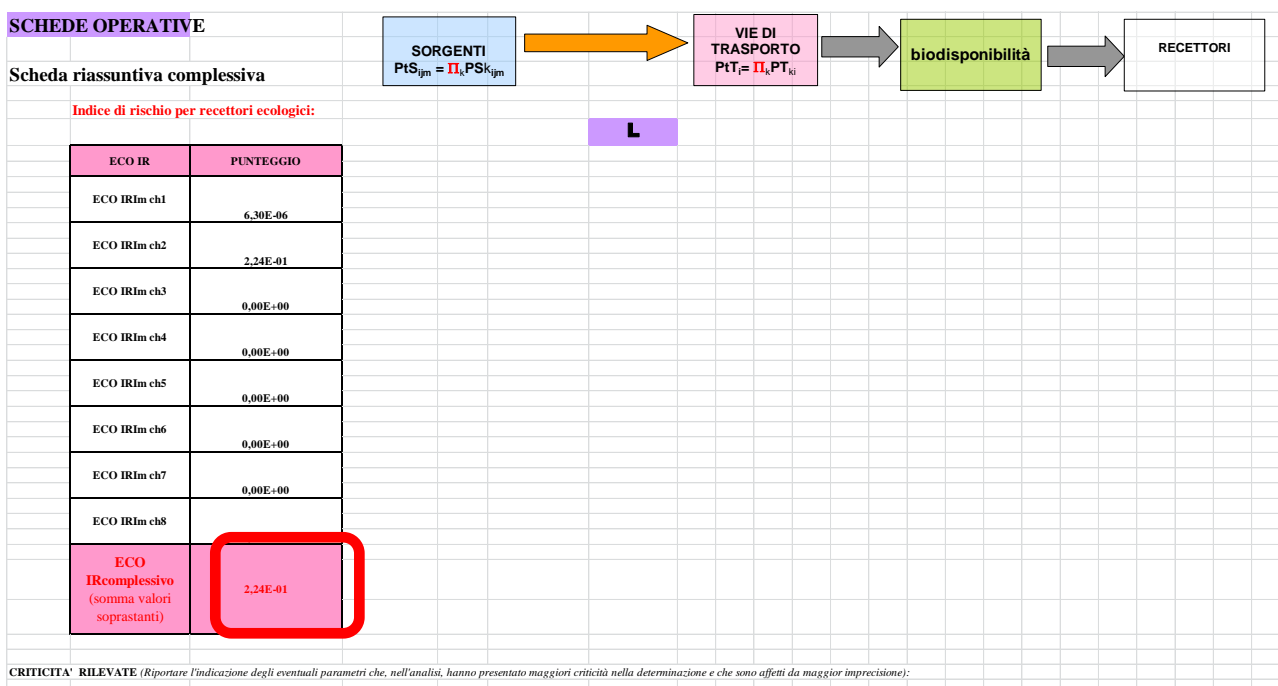 SCHEDE OPERATIVE
SORGENTI
PtSijm = ΠkPSkijm
VIE DI
TRASPORTO
PtTi= ΠkPTki
biodisponibilità
RECETTORI
Scheda riassuntiva complessiva
Indice di rischio per recettori ecologici:
L
ECO IR PUNTEGGIO
ECO IRIm ch1
6,30E-06
ECO IRIm ch2
2,24E-01
ECO IRIm ch3
0,00E+00
ECO IRIm ch4
0,00E+00
ECO IRIm ch5
0,00E+00
ECO IRIm ch6
0,00E+00
ECO IRIm ch7
0,00E+00
ECO IRIm ch8
ECO
IRcomplessivo
(somma valori
soprastanti)
2,24E-01
CRITICITA' RILEVATE (Riportare l'indicazione degli eventuali parametri che, nell'analisi, hanno presentato maggiori criticità nella determinazione e che sono affetti da maggior imprecisione):